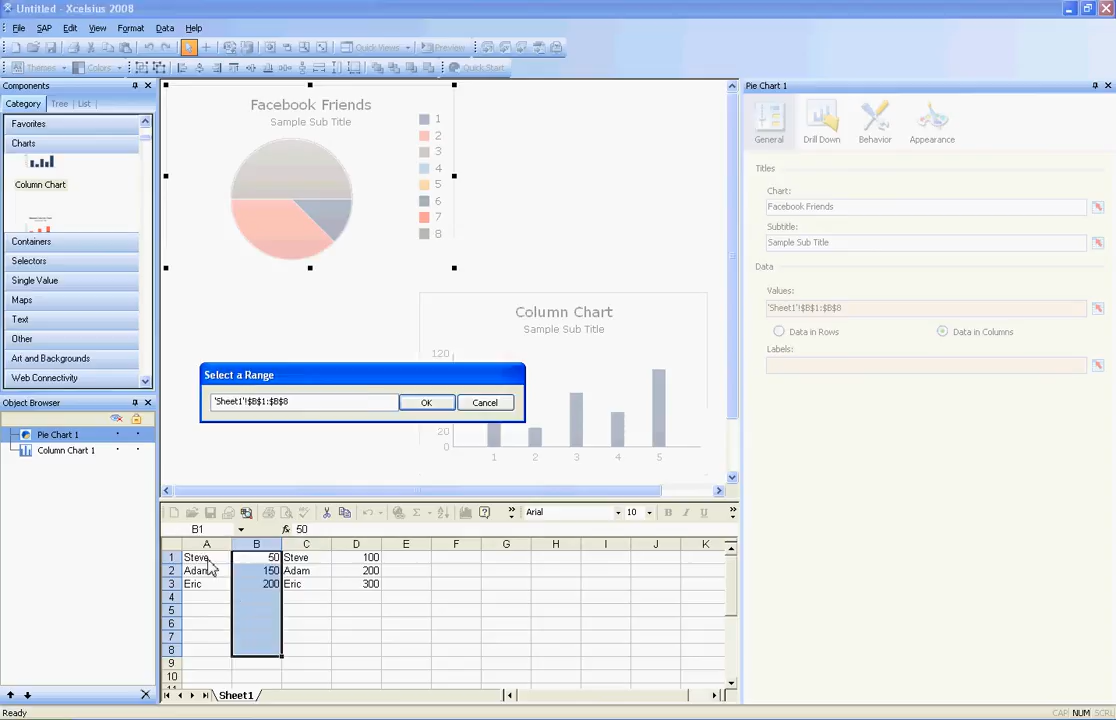 Untitled - Xcelsius 2008
File SAP Edit View Format Data Help
Quick Views Preview
Themes Colors Quick Start
Components
Category Tree List
Favorites
Charts
Column Chart
Containers
Selectors
Single Value
Maps
Text
Other
Art and Backgrounds
Web Connectivity
Object Browser
Pie Chart 1
Column Chart 1
Facebook Friends
Sample Sub Title
1
2
3
4
5
6
7
8
Column Chart
Sample Sub Title
120
20
0
1 2 3 4 5
Select a Range
'Sheet1'!$B$1:$B$8 OK Cancel
Pie Chart 1
General Drill Down Behavior Appearance
Titles
Chart:
Facebook Friends
Subtitle:
Sample Sub Title
Data
Values:
'Sheet1'!$B$1:$B$8
Data in Rows Data in Columns
Labels:
Arial 10 B I U
B1 fx 50
A B C D E F G H I J K
1 Steve 50 Steve 100
2 Adam 150 Adam 200
3 Eric 200 Eric 300
4
5
6
7
8
9
10
Sheet1
Ready CAP NUM SCRL